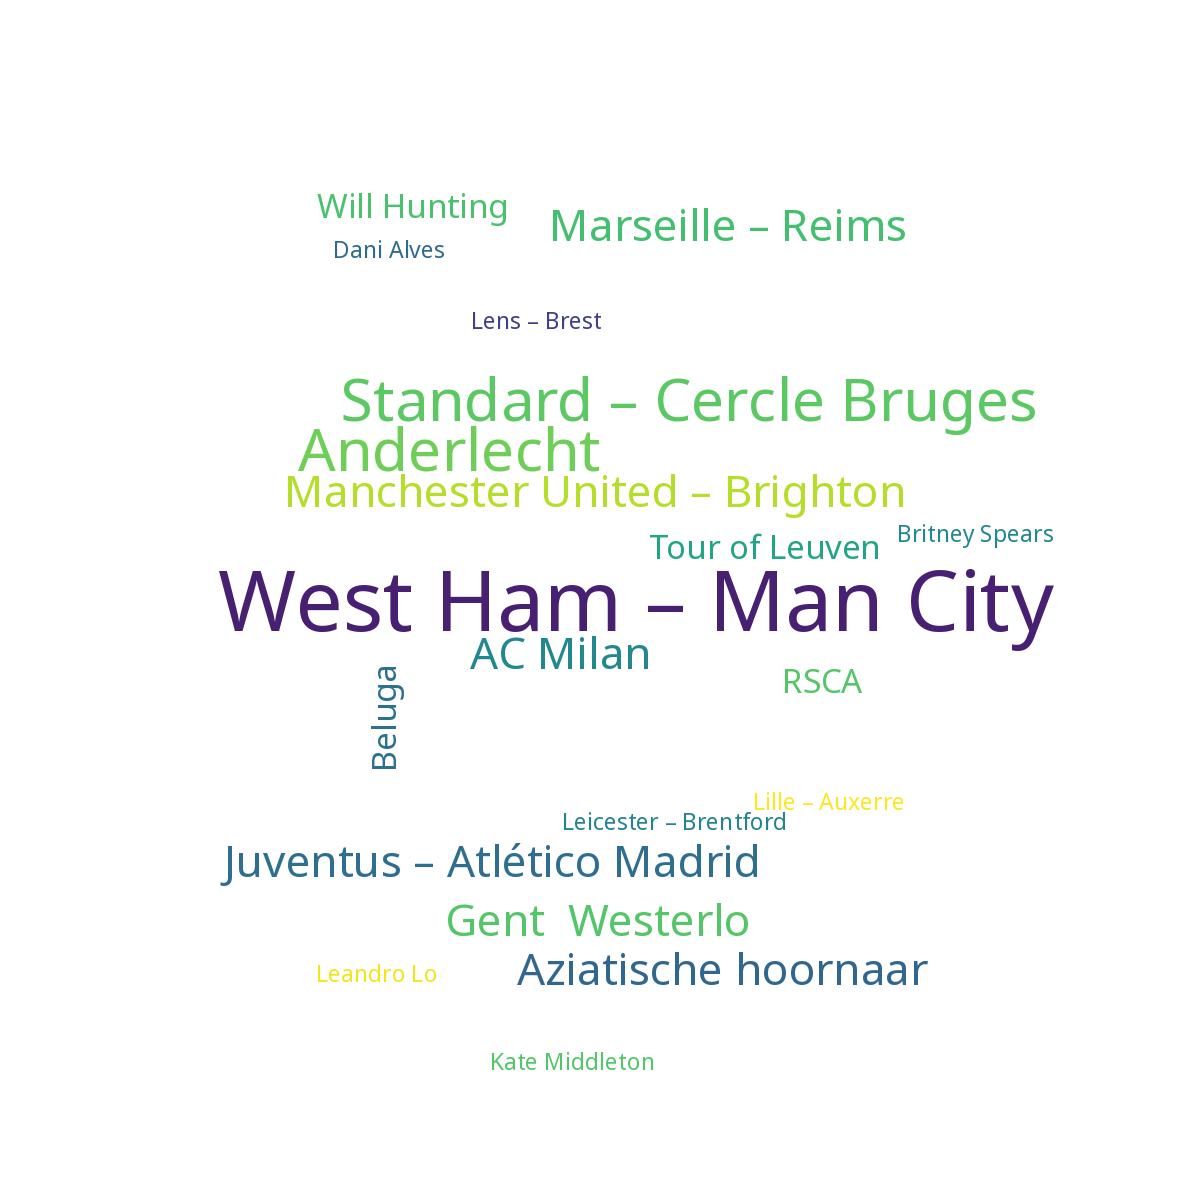 Will Hunting
Marseille – Reims
Dani Alves
Lens – Brest
Standard – Cercle Bruges
Anderlecht
Manchester United – Brighton
Britney Spears
Tour of Leuven
West Ham – Man City
AC Milan
RSCA
Beluga
Lille – Auxerre
Leicester – Brentford
Juventus – Atlético Madrid
Gent  Westerlo
Aziatische hoornaar
Leandro Lo
Kate Middleton